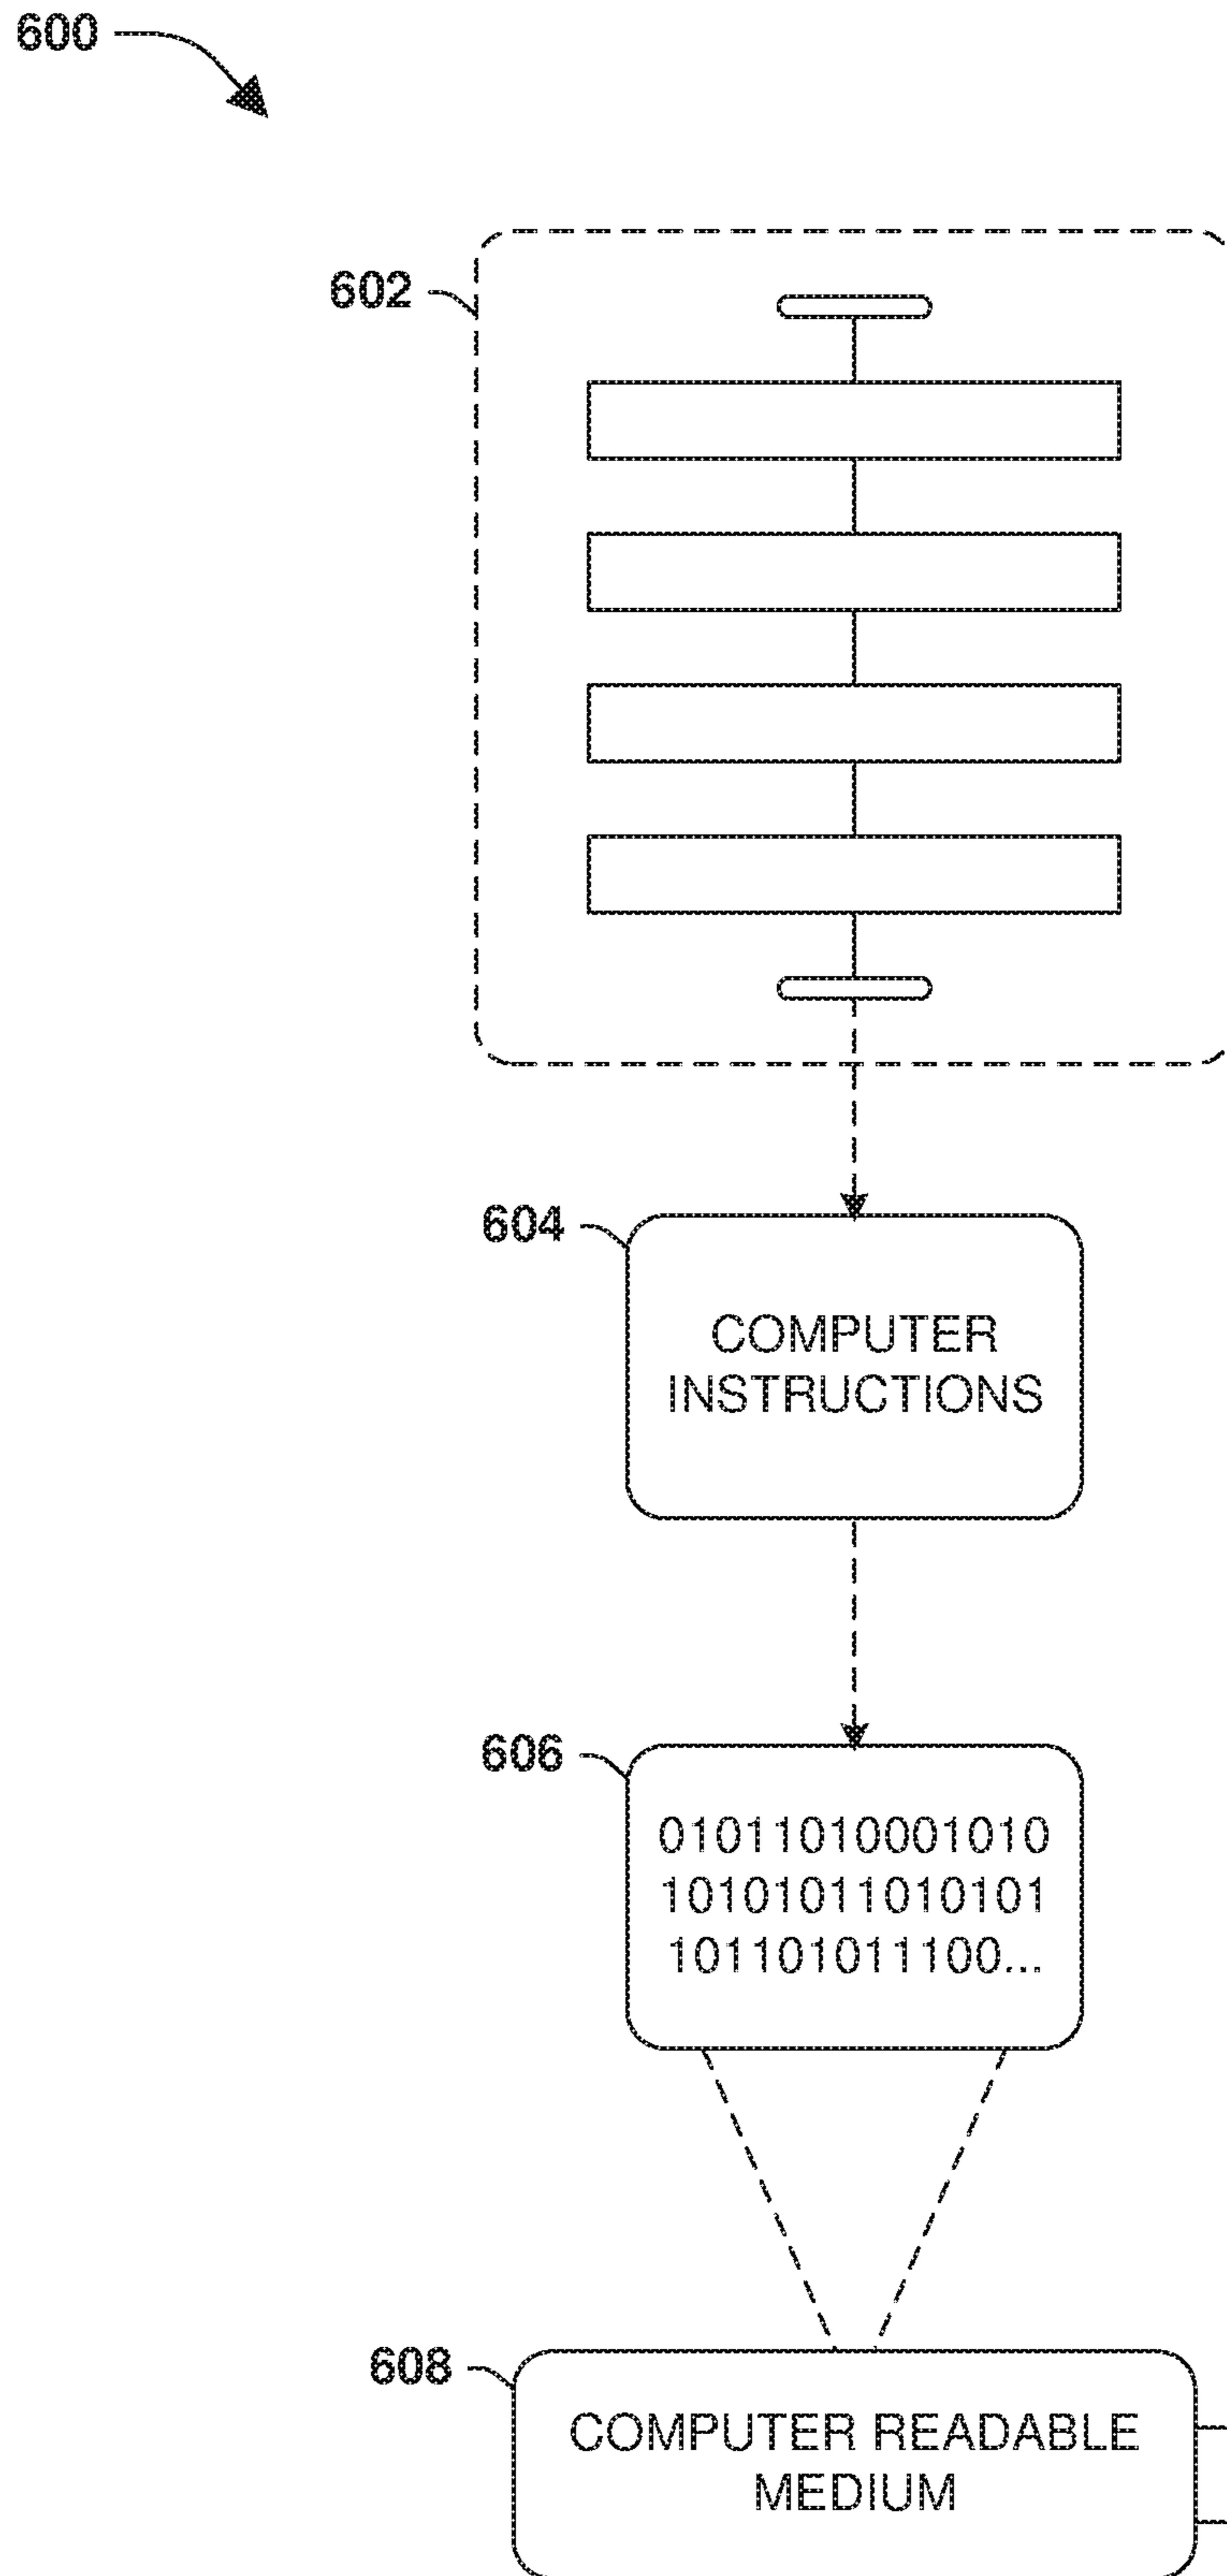 600
602
604
COMPUTER
INSTRUCTIONS
606
01011010001010
10101011010101
101101011100...
608
COMPUTER READABLE
MEDIUM